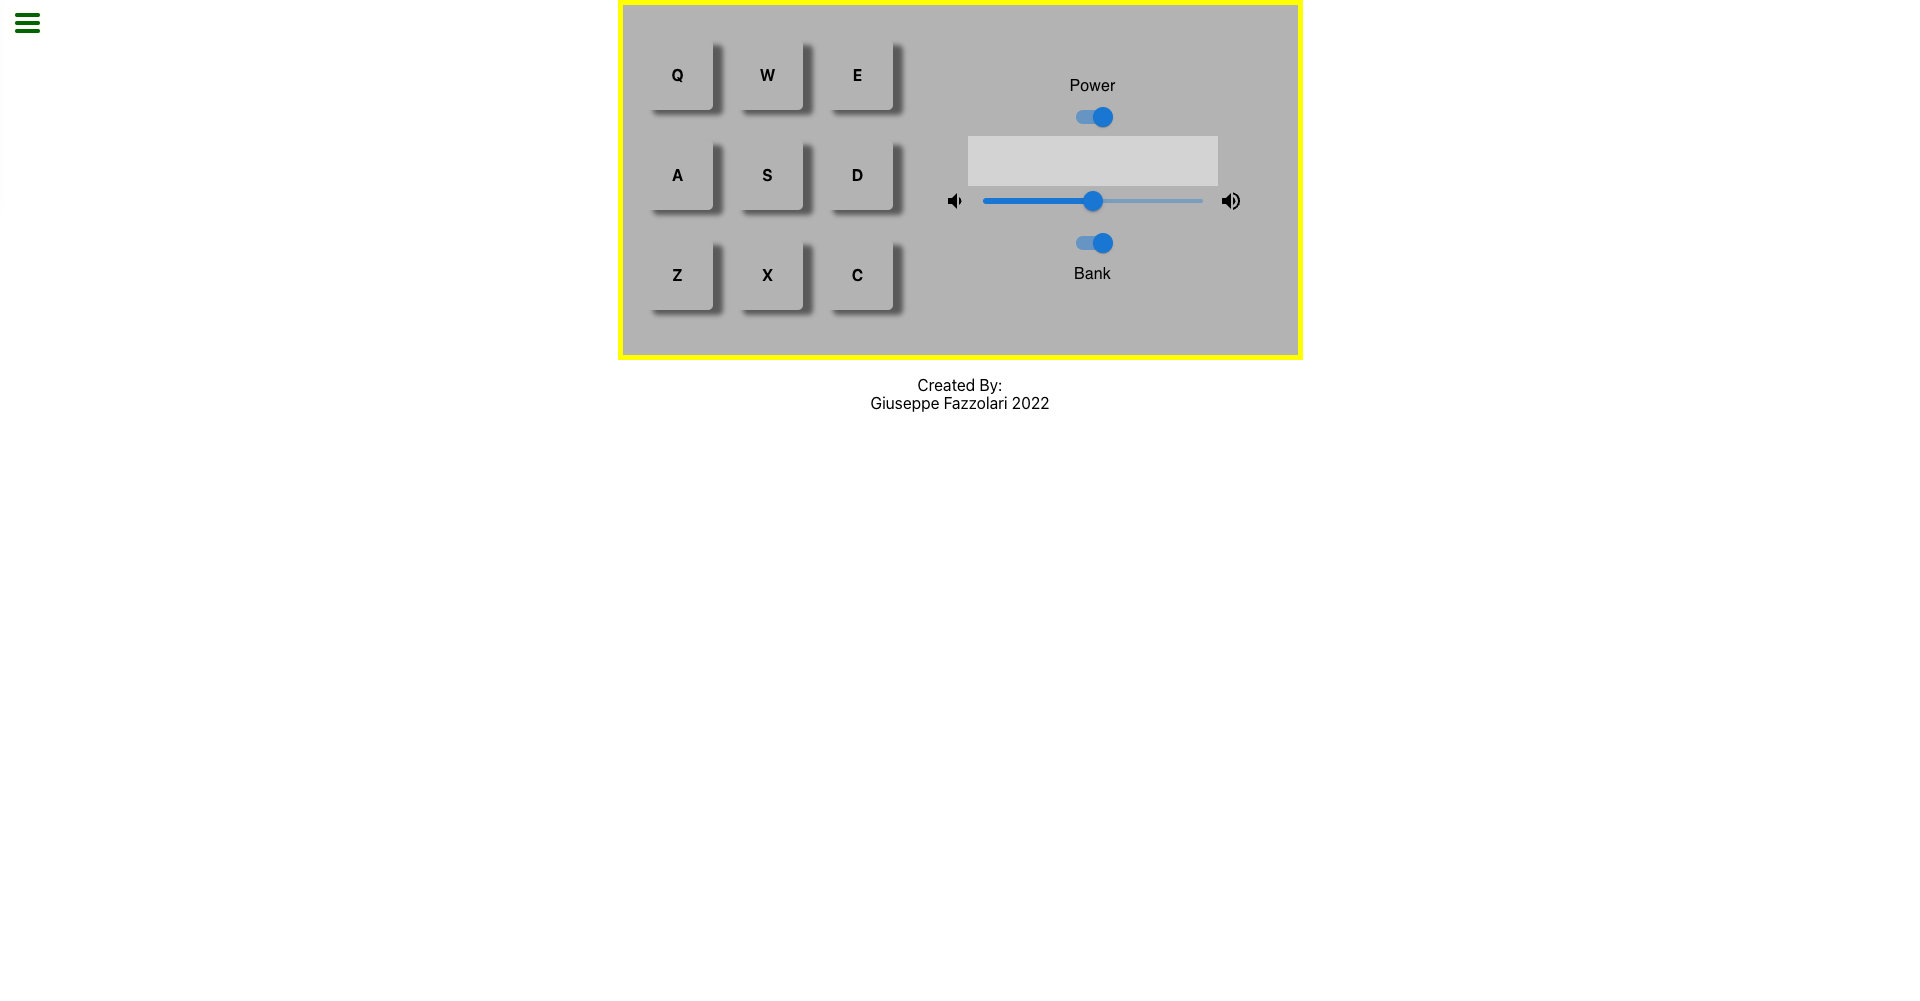 Q W E
A S D
Z X C
Power
Bank
Created By:
Giuseppe Fazzolari 2022